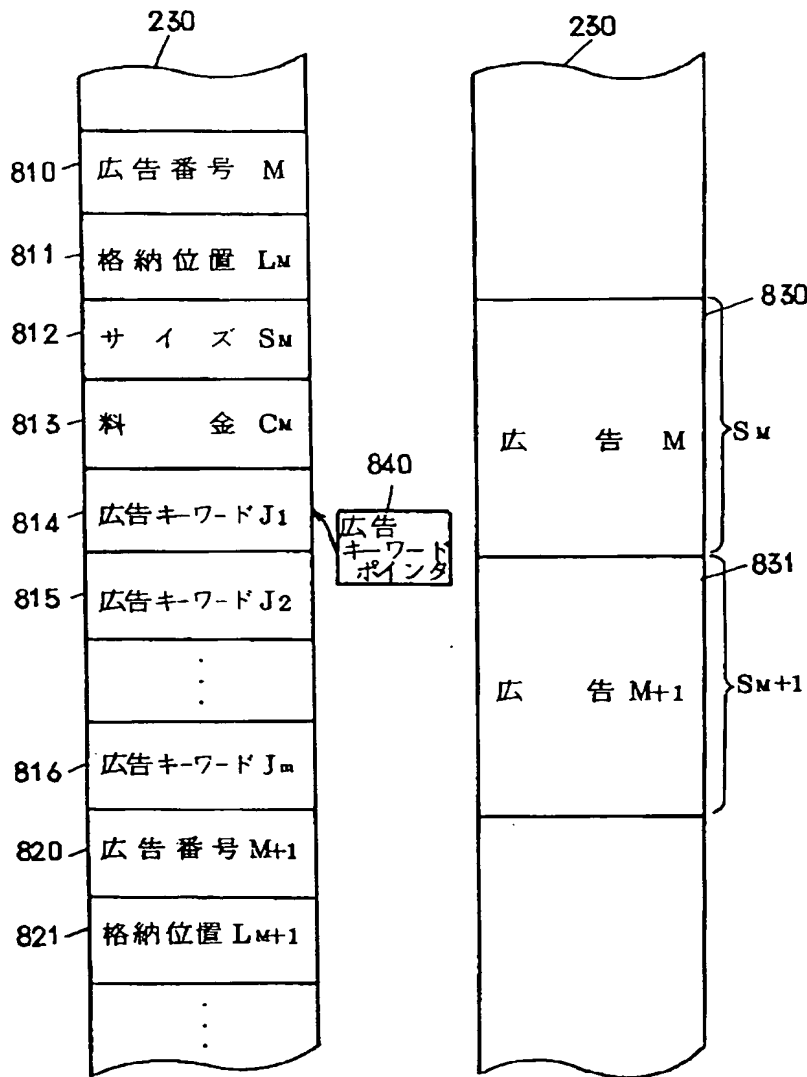 230
810 広告番号 M
811 格納位置 LM
812 サイズ SM
813 料金 CM
814 広告キーワード J1
815 広告キーワード J2
⋮
816 広告キーワード Jm
820 広告番号 M+1
821 格納位置 LM+1
⋮
840
広告
キーワード
ポインタ
230
830
広告 M
SM
831
広告 M+1
SM+1